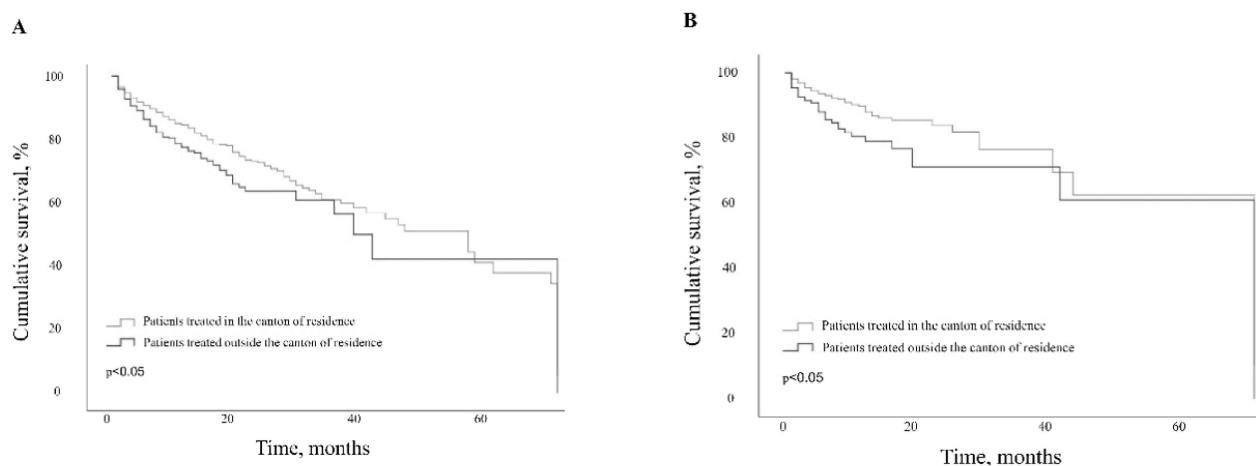 A
Cumulative survival, %
100
80
60
40
20
0
Patients treated in the canton of residence
Patients treated outside the canton of residence
p<0.05
0 20 40 60
Time, months
B
Cumulative survival, %
100
80
60
40
20
0
Patients treated in the canton of residence
Patients treated outside the canton of residence
p<0.05
0 20 40 60
Time, months